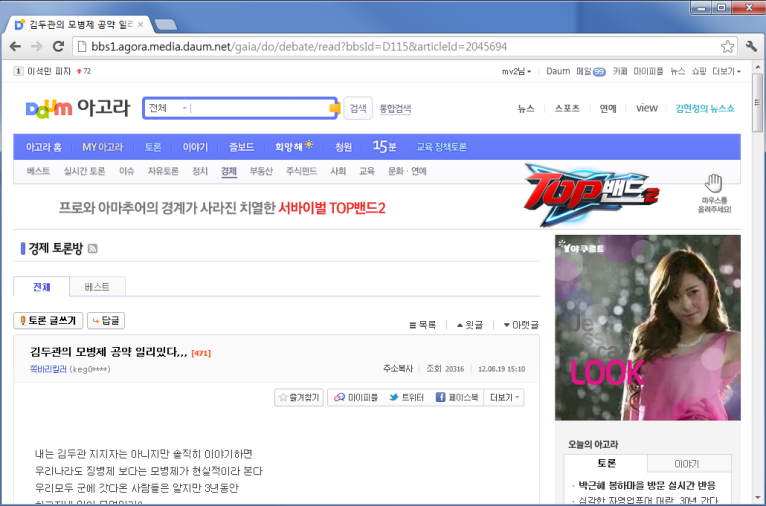 김두관의 모병제 공약 일리
bbs1.agora.media.daum.net/gaia/do/debate/read?bbsId=D115&articleId=2045694
1 이석민 피자 72
mv2님 Daum 메일 99 카페 마이피플 뉴스 쇼핑 더보기
Daum 아고라 전체 검색 통합검색 뉴스 스포츠 연예 view 김현정의 뉴스쇼
아고라 홈 MY 아고라 토론 이야기 즐보드 희망해 청원 15분 교육 정책토론
베스트 실시간 토론 이슈 자유토론 정치 경제 부동산 주식펀드 사회 교육 문화·연예
프로와 아마추어의 경계가 사라진 치열한 서바이벌 TOP밴드2
TOP밴드2
마우스를
올려주세요!
경제 토론방
전체 베스트
토론 글쓰기 답글
목록 윗글 아랫글
김두관의 모병제 공약 일리있다,,, [471]
쪽바리킬러 (keg0****)
주소복사 조회 20316 12.08.19 15:10
즐겨찾기 마이피플 트위터 페이스북 더보기
내는 김두관 지지자는 아니지만 솔직히 이야기하면
우리나라도 징병제 보다는 모병제가 현실적이라 본다
우리모두 군에 갔다온 사람들은 알지만 3년동안
야쿠르트
Jessica
LOOK
오늘의 아고라
토론 이야기
· 박근혜 봉하마을 방문 실시간 반응
· 심각한 자영업푸어 대란, 30년 간다